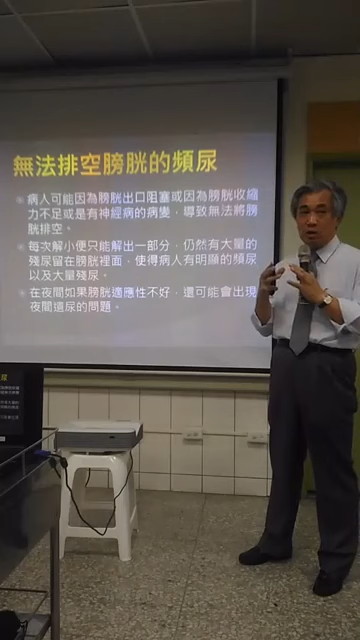 無法排空膀胱的頻尿
病人可能因為膀胱出口阻塞或因為膀胱收縮
力不足或是有神經病的病變，導致無法將膀
胱排空。
每次解小便只能解出一部分，仍然有大量的
殘尿留在膀胱裡面，使得病人有明顯的頻尿
以及大量殘尿。
在夜間如果膀胱適應性不好，還可能會出現
夜間遺尿的問題。